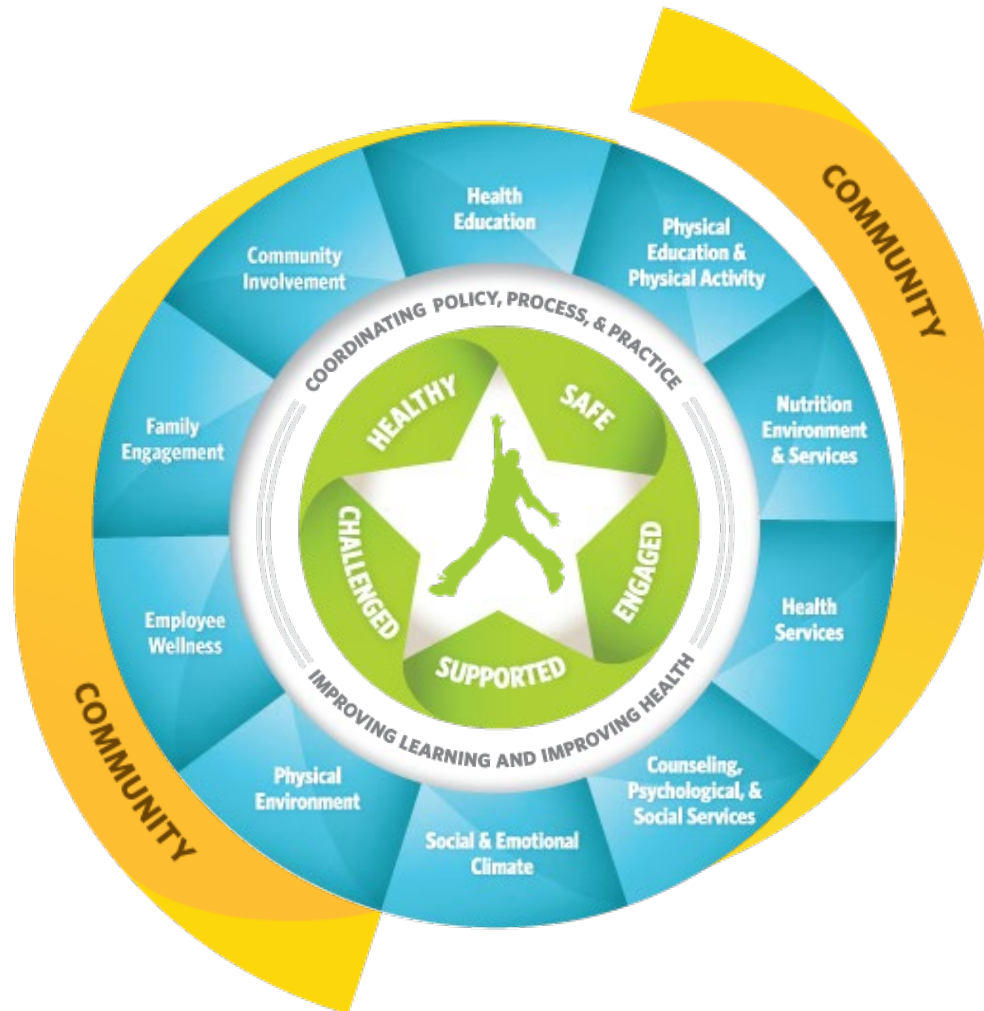 COMMUNITY
Health
Education
Physical
Education &
Physical Activity
Nutrition
Environment
& Services
Health
Services
Counseling,
Psychological, &
Social Services
Social & Emotional
Climate
Physical
Environment
Employee
Wellness
Family
Engagement
Community
Involvement
COORDINATING POLICY, PROCESS, & PRACTICE
IMPROVING LEARNING AND IMPROVING HEALTH
HEALTHY
SAFE
ENGAGED
SUPPORTED
CHALLENGED
COMMUNITY